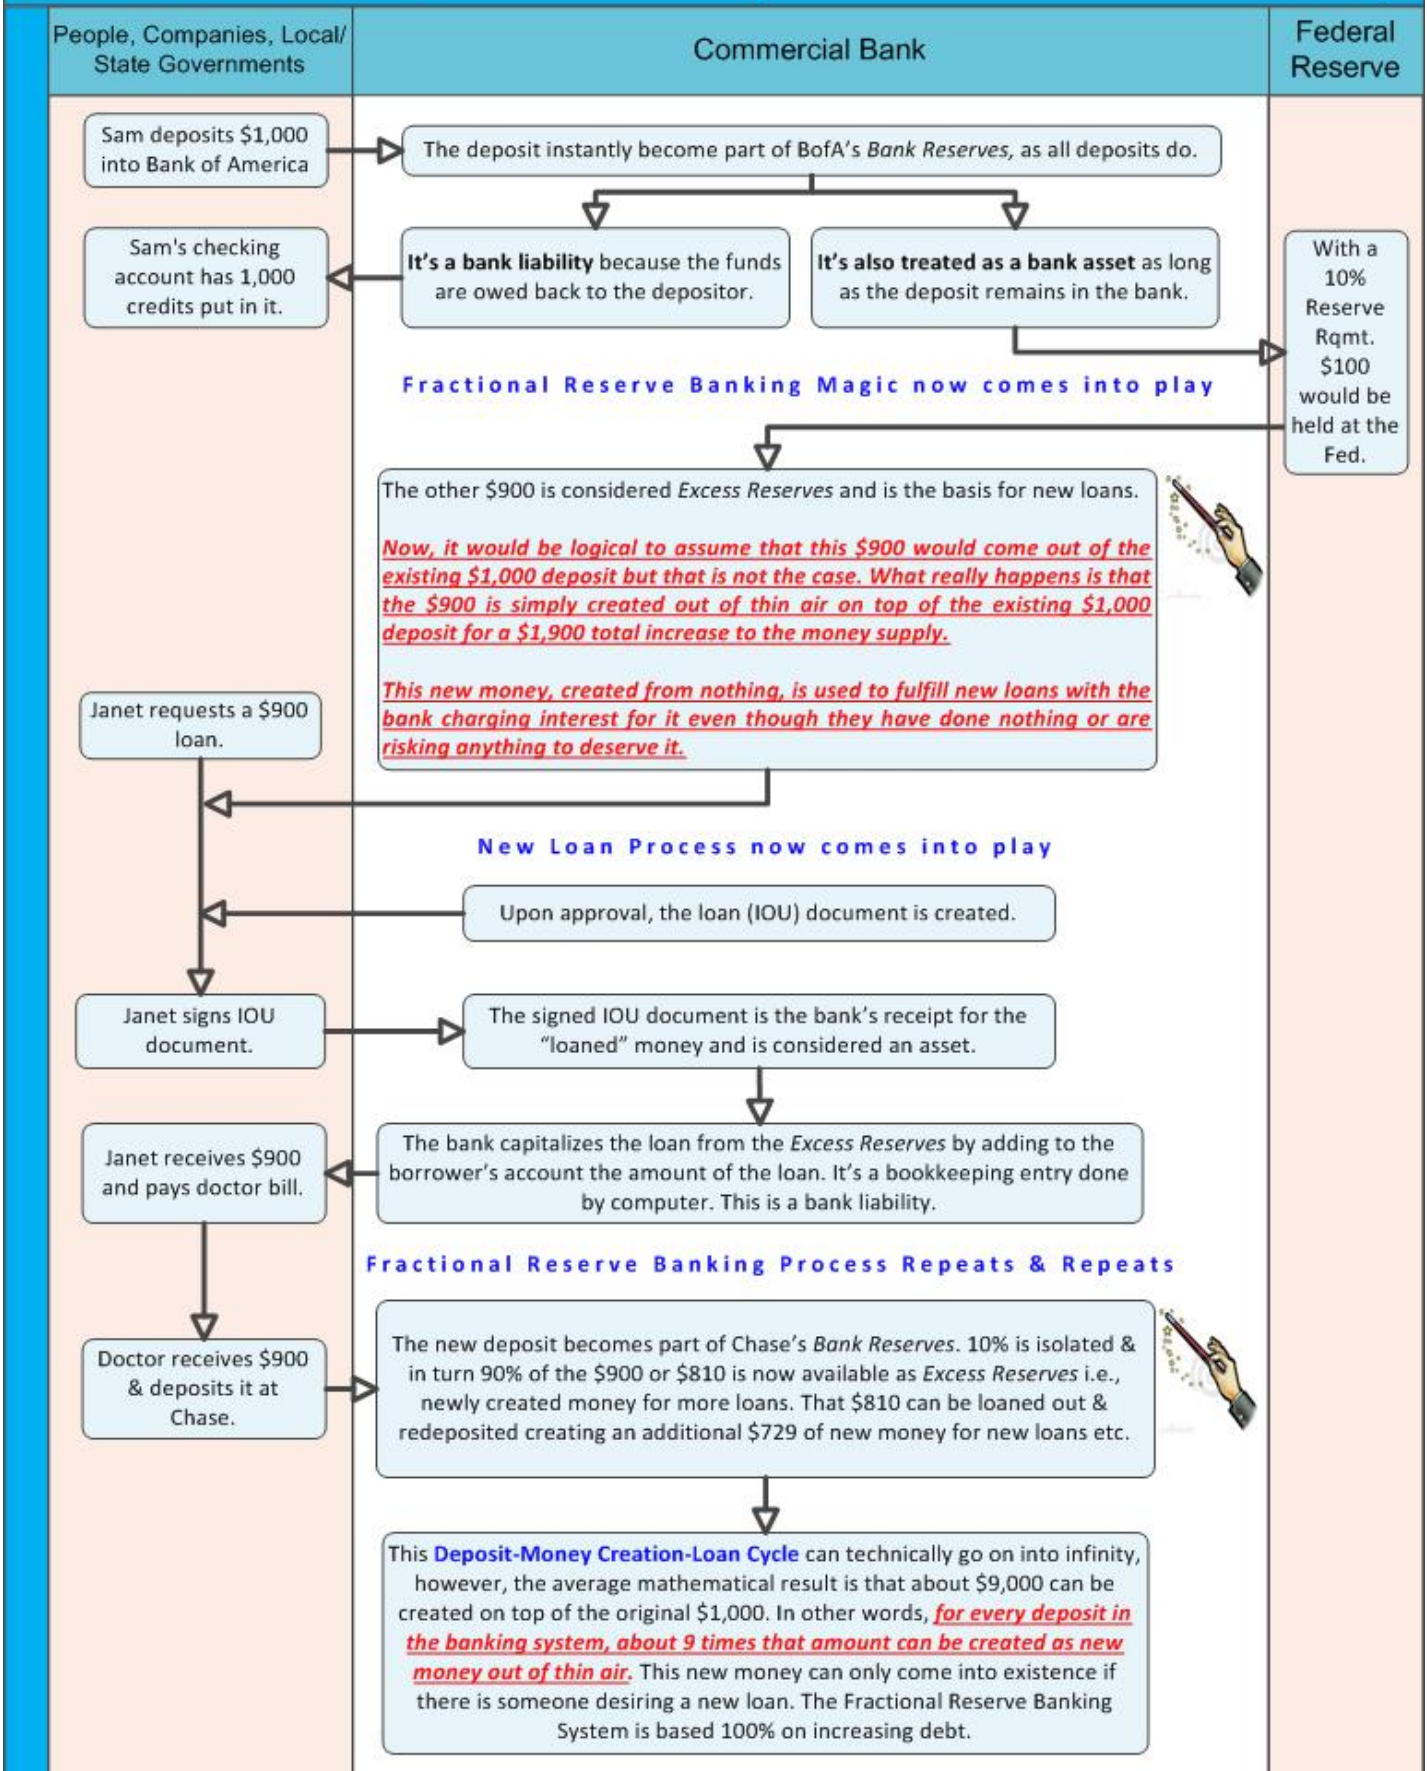 People, Companies, Local/
State Governments
Commercial Bank
Federal
Reserve
Sam deposits $1,000
into Bank of America
The deposit instantly become part of BofA's Bank Reserves, as all deposits do.
Sam's checking
account has 1,000
credits put in it.
It's a bank liability because the funds
are owed back to the depositor.
It's also treated as a bank asset as long
as the deposit remains in the bank.
With a
10%
Reserve
Rqmt.
$100
would be
held at the
Fed.
Fractional Reserve Banking Magic now comes into play
The other $900 is considered Excess Reserves and is the basis for new loans.
Now, it would be logical to assume that this $900 would come out of the
existing $1,000 deposit but that is not the case. What really happens is that
the $900 is simply created out of thin air on top of the existing $1,000
deposit for a $1,900 total increase to the money supply.
This new money, created from nothing, is used to fulfill new loans with the
bank charging interest for it even though they have done nothing or are
risking anything to deserve it.
Janet requests a $900
loan.
New Loan Process now comes into play
Upon approval, the loan (IOU) document is created.
Janet signs IOU
document.
The signed IOU document is the bank's receipt for the
“loaned” money and is considered an asset.
Janet receives $900
and pays doctor bill.
The bank capitalizes the loan from the Excess Reserves by adding to the
borrower's account the amount of the loan. It's a bookkeeping entry done
by computer. This is a bank liability.
Fractional Reserve Banking Process Repeats & Repeats
Doctor receives $900
& deposits it at
Chase.
The new deposit becomes part of Chase's Bank Reserves. 10% is isolated &
in turn 90% of the $900 or $810 is now available as Excess Reserves i.e.,
newly created money for more loans. That $810 can be loaned out &
redeposited creating an additional $729 of new money for new loans etc.
This Deposit-Money Creation-Loan Cycle can technically go on into infinity,
however, the average mathematical result is that about $9,000 can be
created on top of the original $1,000. In other words, for every deposit in
the banking system, about 9 times that amount can be created as new
money out of thin air. This new money can only come into existence if
there is someone desiring a new loan. The Fractional Reserve Banking
System is based 100% on increasing debt.